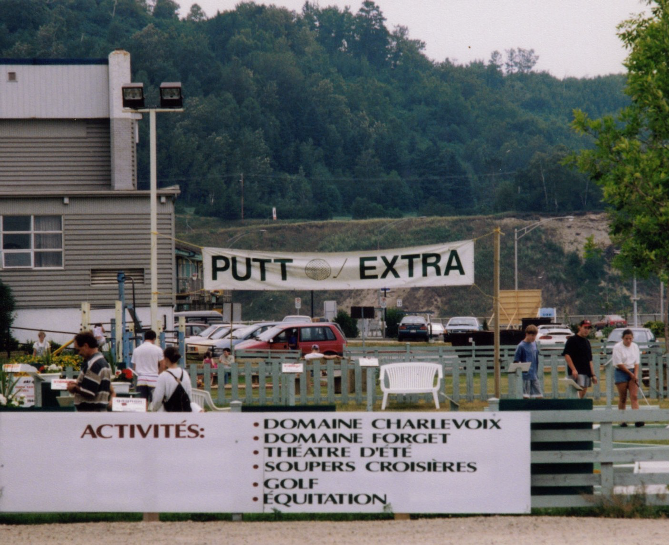 PUTT EXTRA
ACTIVITÉS:
• DOMAINE CHARLEVOIX
• DOMAINE FORGET
• THÉATRE D'ÉTÉ
• SOUPERS CROISIÈRES
• GOLF
• ÉQUITATION